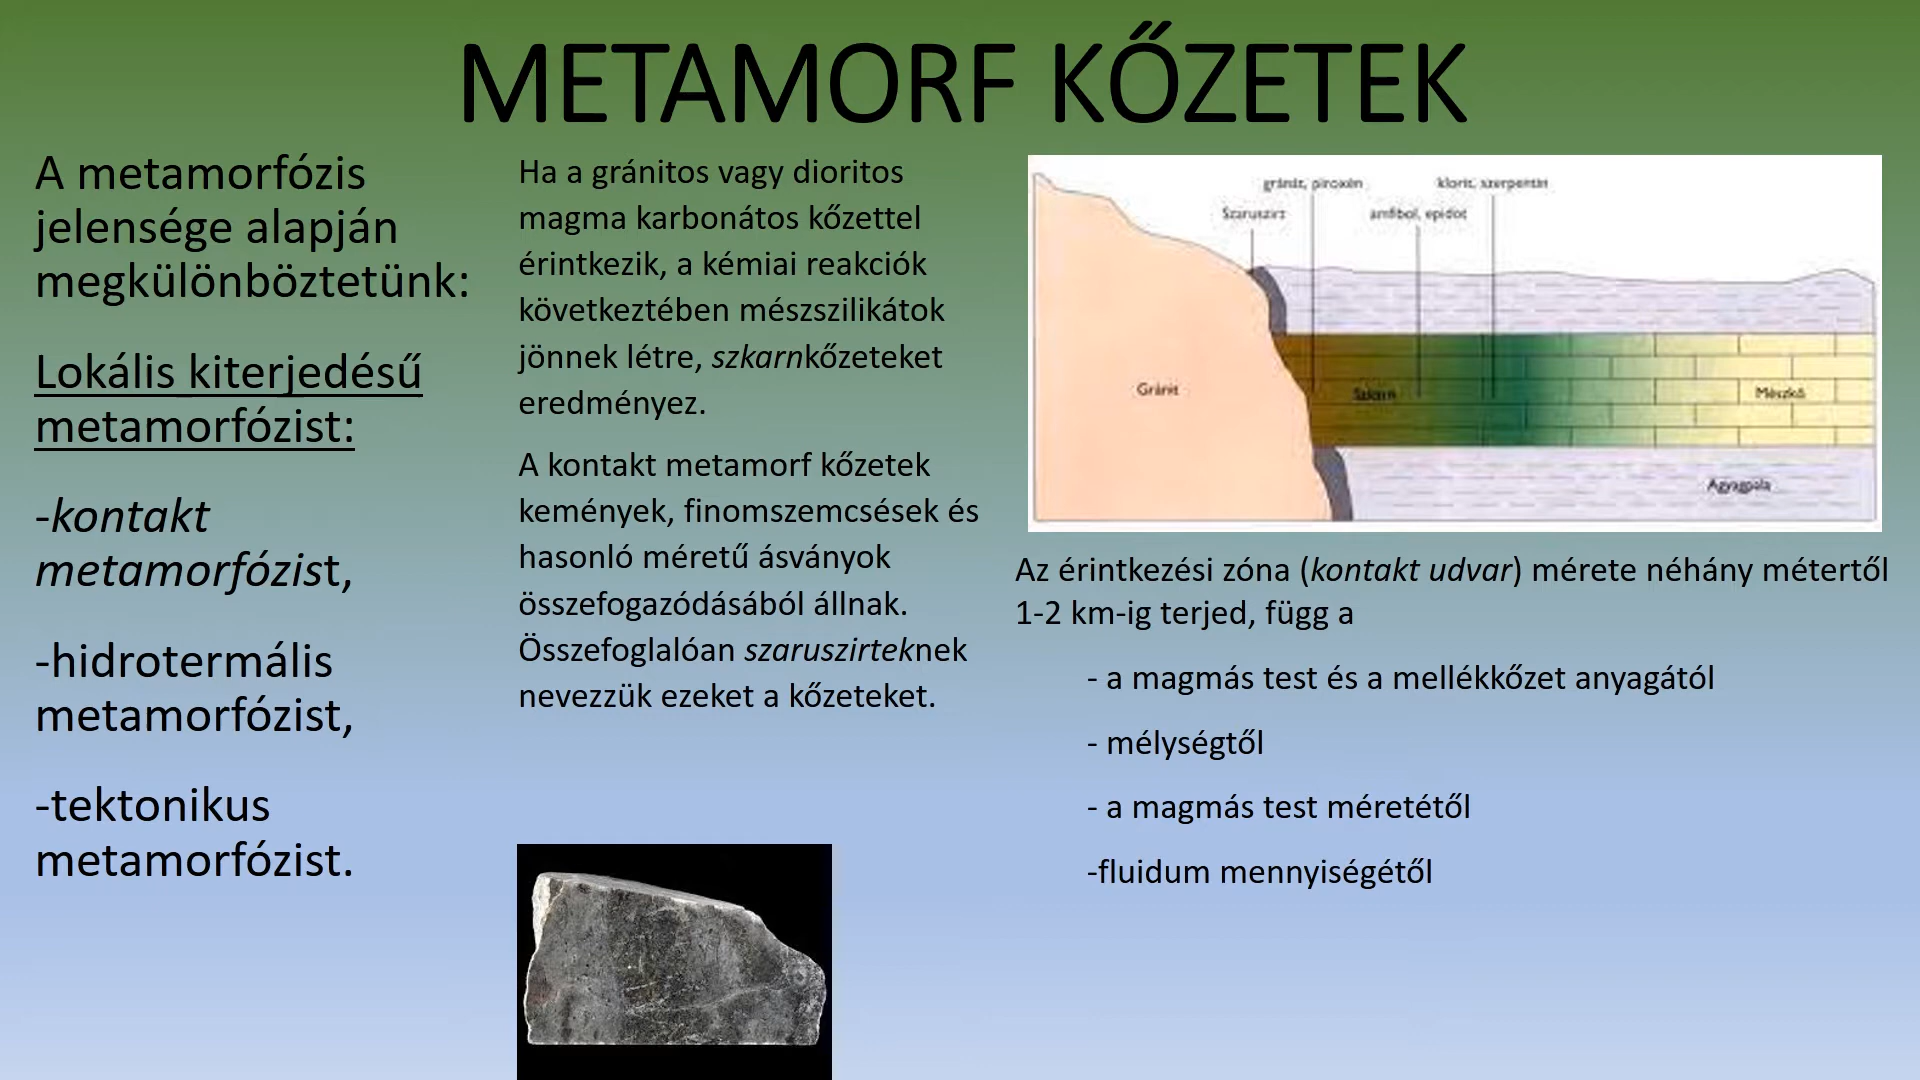 METAMORF KŐZETEK
A metamorfózis
jelensége alapján
megkülönböztetünk:
Lokális kiterjedésű
metamorfózist:
-kontakt
metamorfózist,
-hidrotermális
metamorfózist,
-tektonikus
metamorfózist.
Ha a gránitos vagy dioritos
magma karbonátos kőzettel
érintkezik, a kémiai reakciók
következtében mészszilikátok
jönnek létre, szkarnkőzeteket
eredményez.
A kontakt metamorf kőzetek
kemények, finomszemcsések és
hasonló méretű ásványok
összefogazódásából állnak.
Összefoglalóan szaruszirteknek
nevezzük ezeket a kőzeteket.
gránát, piroxén
klorit, szerpentin
Szaruszirt
amfibol, epidot
Gránit
Szkarn
Mészkő
Agyagpala
Az érintkezési zóna (kontakt udvar) mérete néhány métertől
1-2 km-ig terjed, függ a
- a magmás test és a mellékkőzet anyagától
- mélységtől
- a magmás test méretétől
-fluidum mennyiségétől